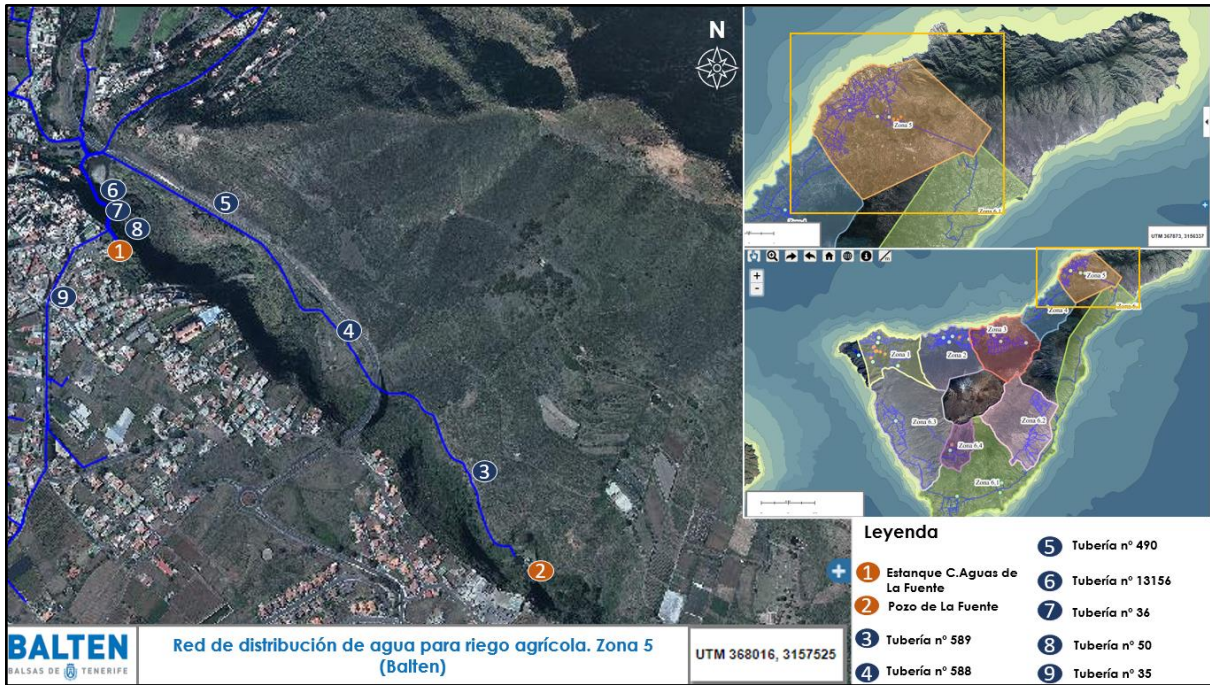 N
5
6
7
8
1
9
4
3
2
Zona 5
Zona 6.1
UTM 367873, 3156337
+
-
Zona 5
Zona 4
Zona 3
Zona 2
Zona 1
Zona 6.3
Zona 6.2
Zona 6.4
Zona 6.1
Leyenda
1 Estanque C.Aguas de
La Fuente
2 Pozo de La Fuente
3 Tubería nº 589
4 Tubería nº 588
5 Tubería nº 490
6 Tubería nº 13156
7 Tubería nº 36
8 Tubería nº 50
9 Tubería nº 35
BALTEN
BALSAS DE TENERIFE
Red de distribución de agua para riego agrícola. Zona 5
(Balten)
UTM 368016, 3157525